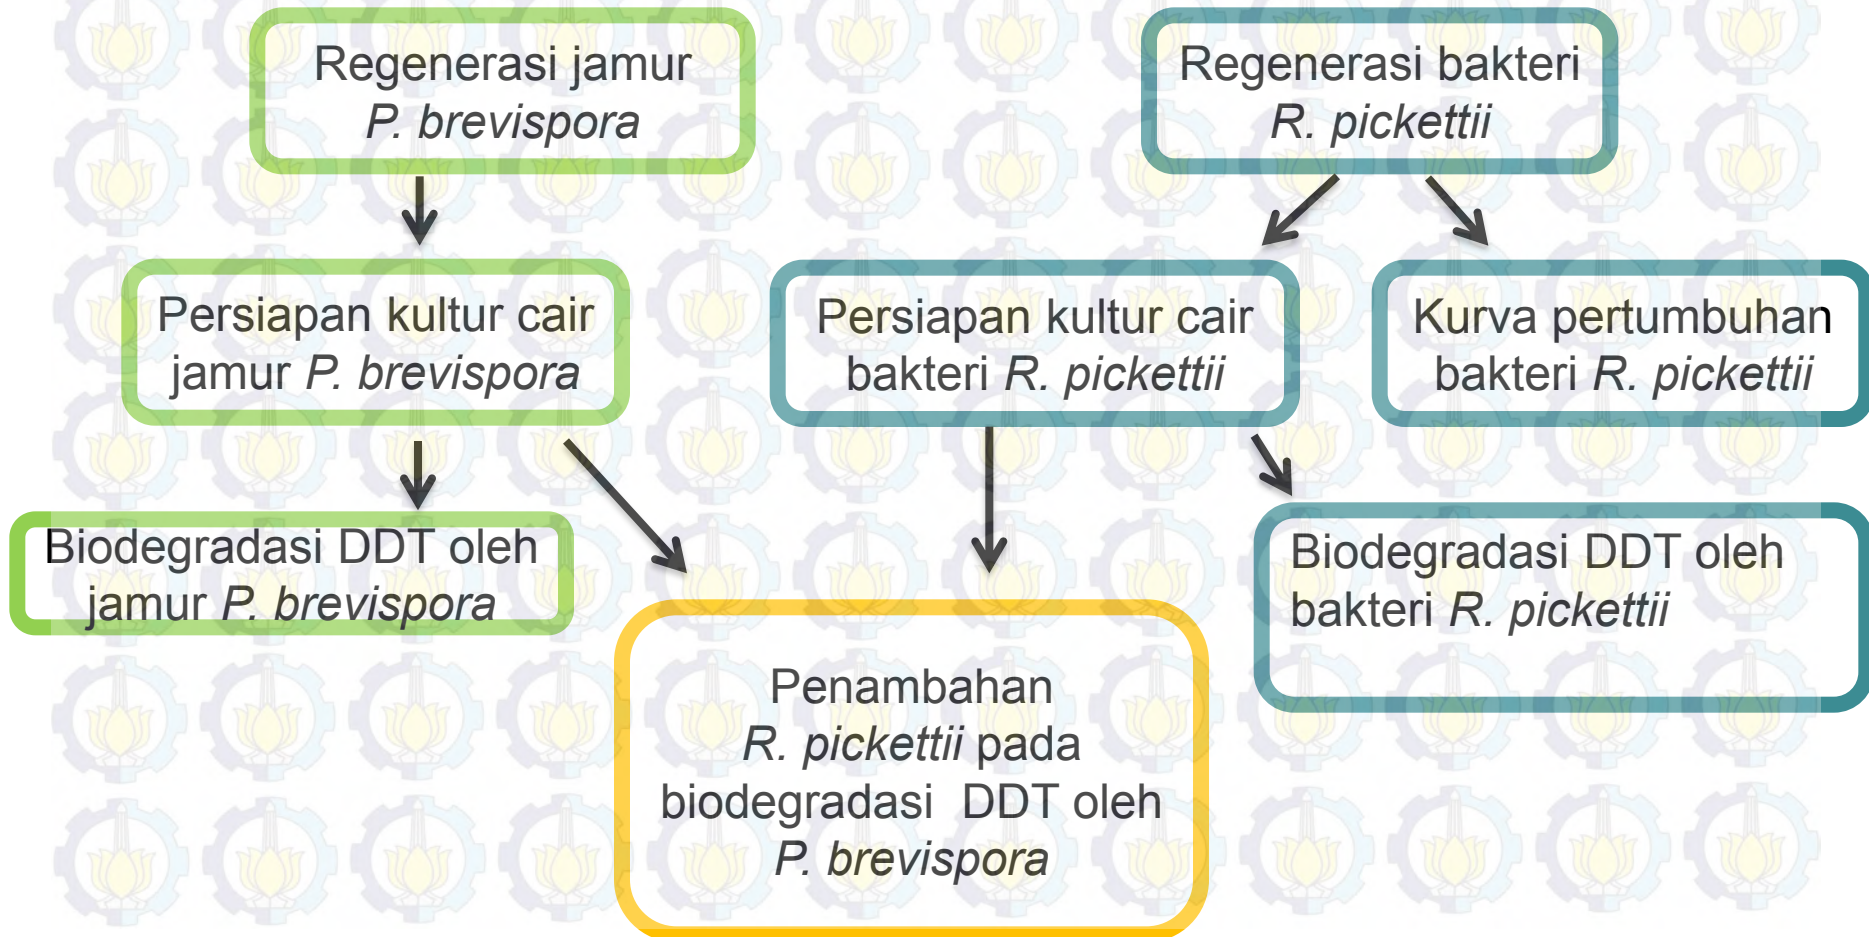 Regenerasi jamur
P. brevispora
Regenerasi bakteri
R. pickettii
Persiapan kultur cair
jamur P. brevispora
Persiapan kultur cair
bakteri R. pickettii
Kurva pertumbuhan
bakteri R. pickettii
Biodegradasi DDT oleh
jamur P. brevispora
Biodegradasi DDT oleh
bakteri R. pickettii
Penambahan
R. pickettii pada
biodegradasi DDT oleh
P. brevispora